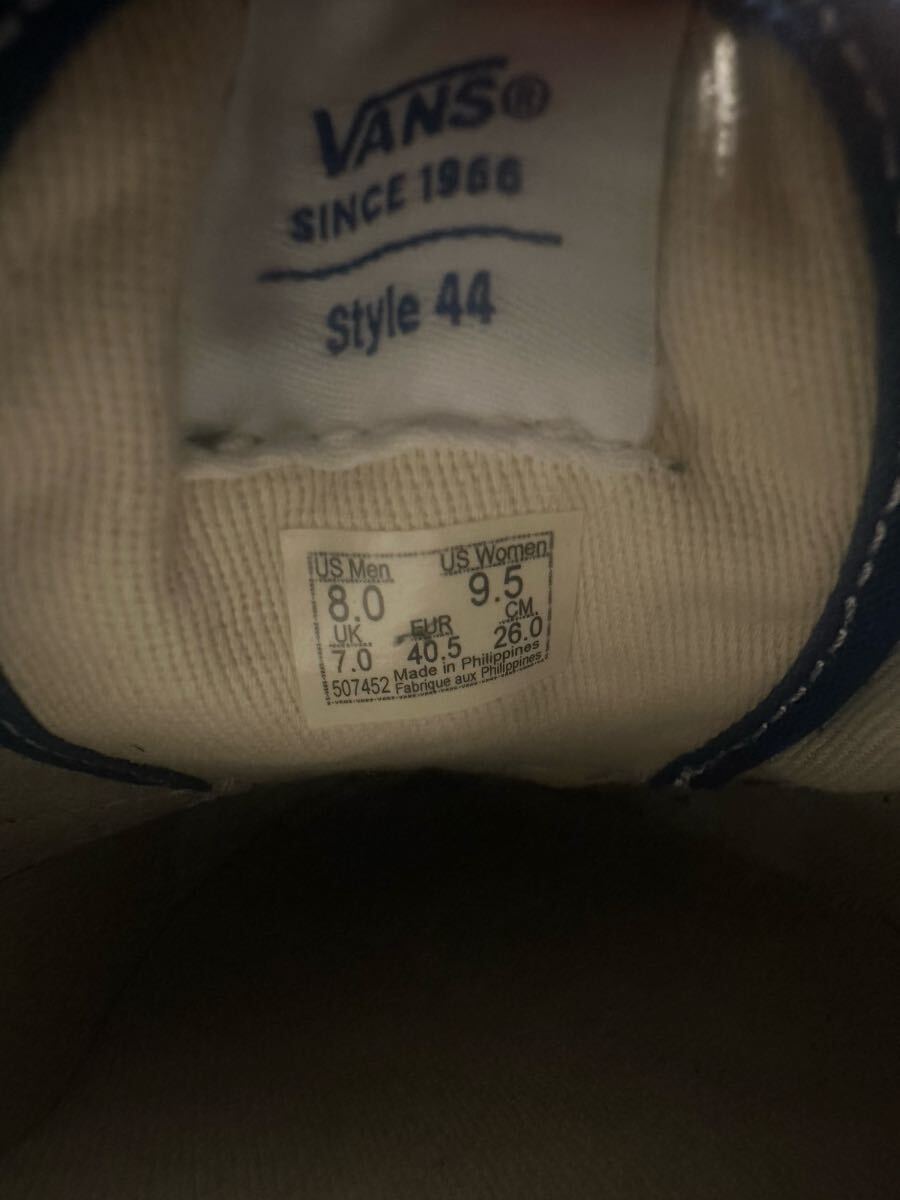 VANS®
SINCE 1966
Style 44
US Men US Women
8.0 9.5
UK EUR CM.
7.0 40.5 26.0
Made in Philippines
507452 Fabrique aux Philippines